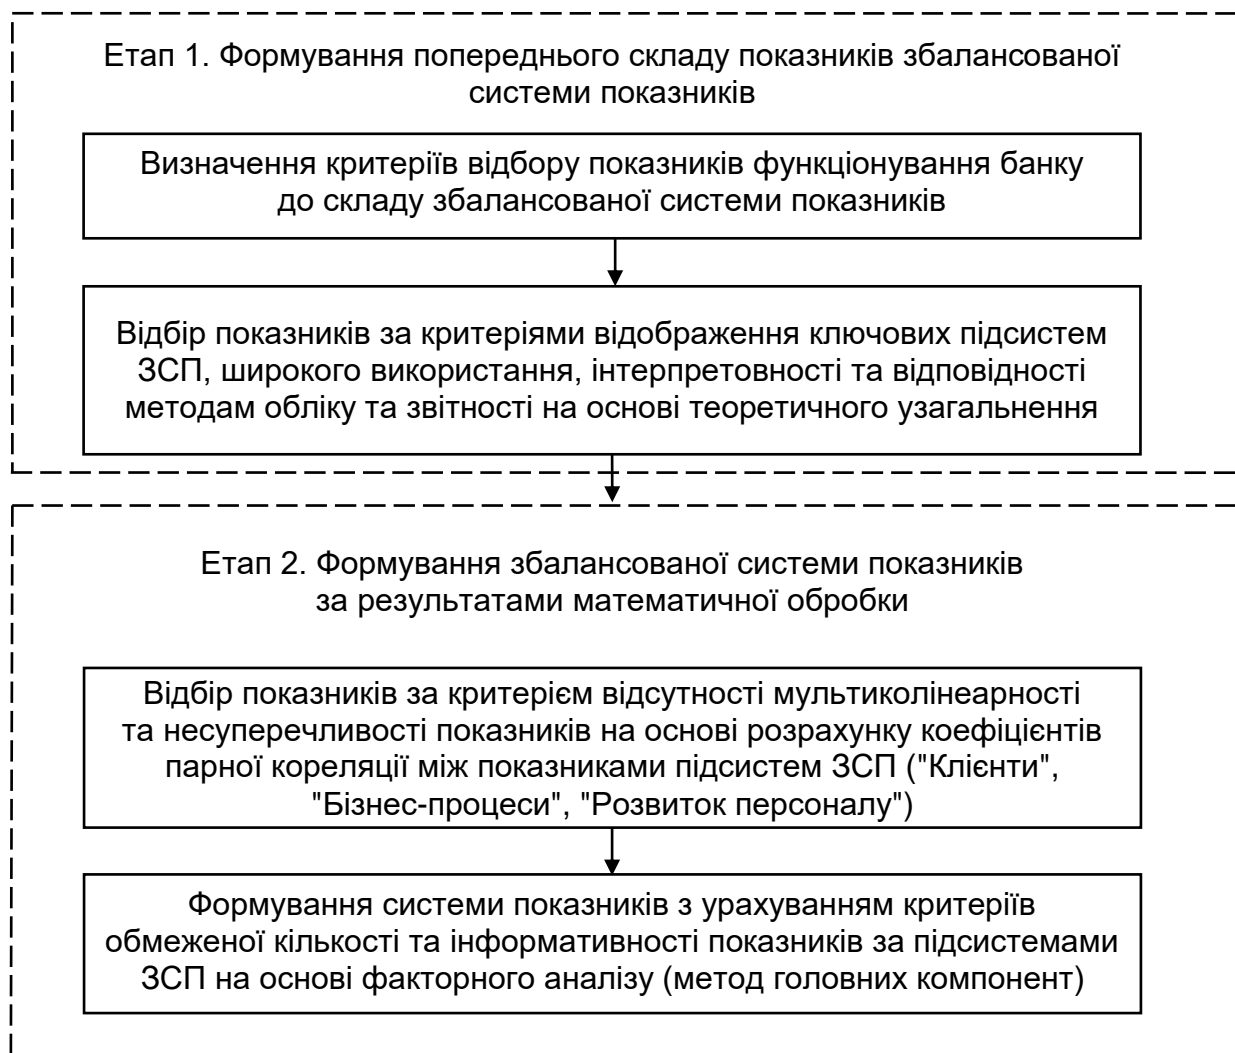 Етап 1. Формування попереднього складу показників збалансованої
системи показників
Визначення критеріїв відбору показників функціонування банку
до складу збалансованої системи показників
Відбір показників за критеріями відображення ключових підсистем
ЗСП, широкого використання, інтерпретовності та відповідності
методам обліку та звітності на основі теоретичного узагальнення
Етап 2. Формування збалансованої системи показників
за результатами математичної обробки
Відбір показників за критерієм відсутності мультиколінеарності
та несуперечливості показників на основі розрахунку коефіцієнтів
парної кореляції між показниками підсистем ЗСП ("Клієнти",
"Бізнес-процеси", "Розвиток персоналу")
Формування системи показників з урахуванням критеріїв
обмеженої кількості та інформативності показників за підсистемами
ЗСП на основі факторного аналізу (метод головних компонент)